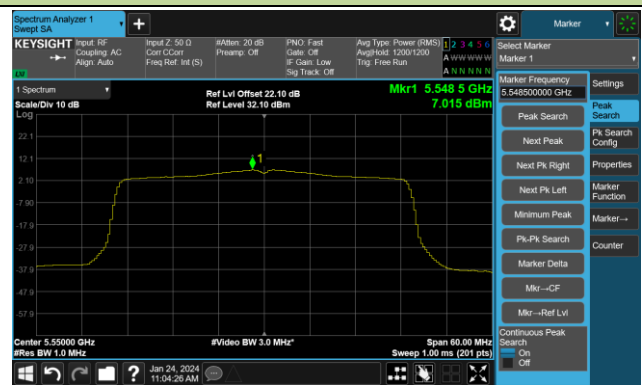 Spectrum Analyzer 1
Swept SA
+
Marker
KEYSIGHT
Input: RF
Coupling: AC
Align: Auto
Input Z: 50 Ω
Corr CCorr
Freq Ref: Int (S)
#Atten: 20 dB
Preamp: Off
PNO: Fast
Gate: Off
IF Gain: Low
Sig Track: Off
Avg Type: Power (RMS)
Avg|Hold: 1200/1200
Trig: Free Run
1 2 3 4 5 6
A W W W W W
A N N N N N
Select Marker
Marker 1
LXI
1 Spectrum
Scale/Div 10 dB
Log
Ref Lvl Offset 22.10 dB
Ref Level 32.10 dBm
Mkr1 5.548 5 GHz
7.015 dBm
22.1
12.1
2.10
-7.90
-17.9
-27.9
-37.9
-47.9
-57.9
1
Center 5.55000 GHz
#Res BW 1.0 MHz
#Video BW 3.0 MHz*
Span 60.00 MHz
Sweep 1.00 ms (201 pts)
Marker Frequency
5.548500000 GHz
Peak Search
Next Peak
Next Pk Right
Next Pk Left
Minimum Peak
Pk-Pk Search
Marker Delta
Mkr→CF
Mkr→Ref Lvl
Continuous Peak
Search
On
Off
Settings
Peak
Search
Pk Search
Config
Properties
Marker
Function
Marker→
Counter
?
Jan 24, 2024
11:04:26 AM